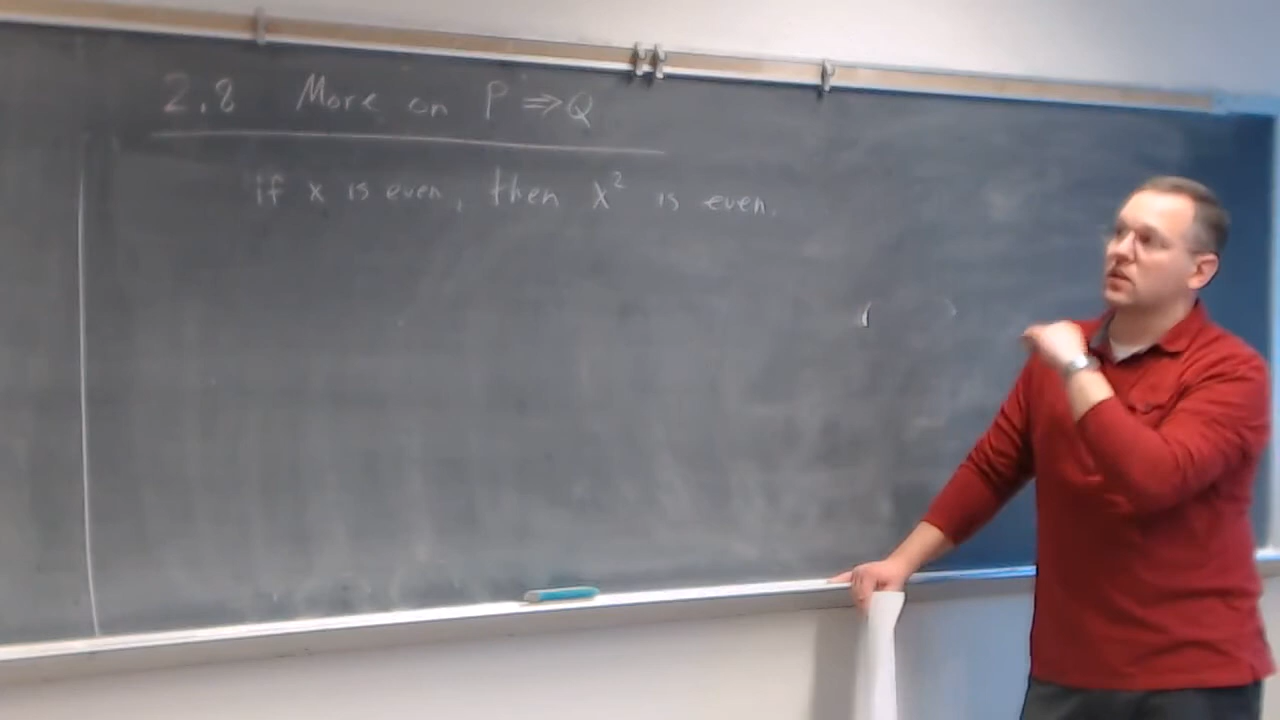 2.8 More on P ⇒ Q
if x is even, then x² is even.